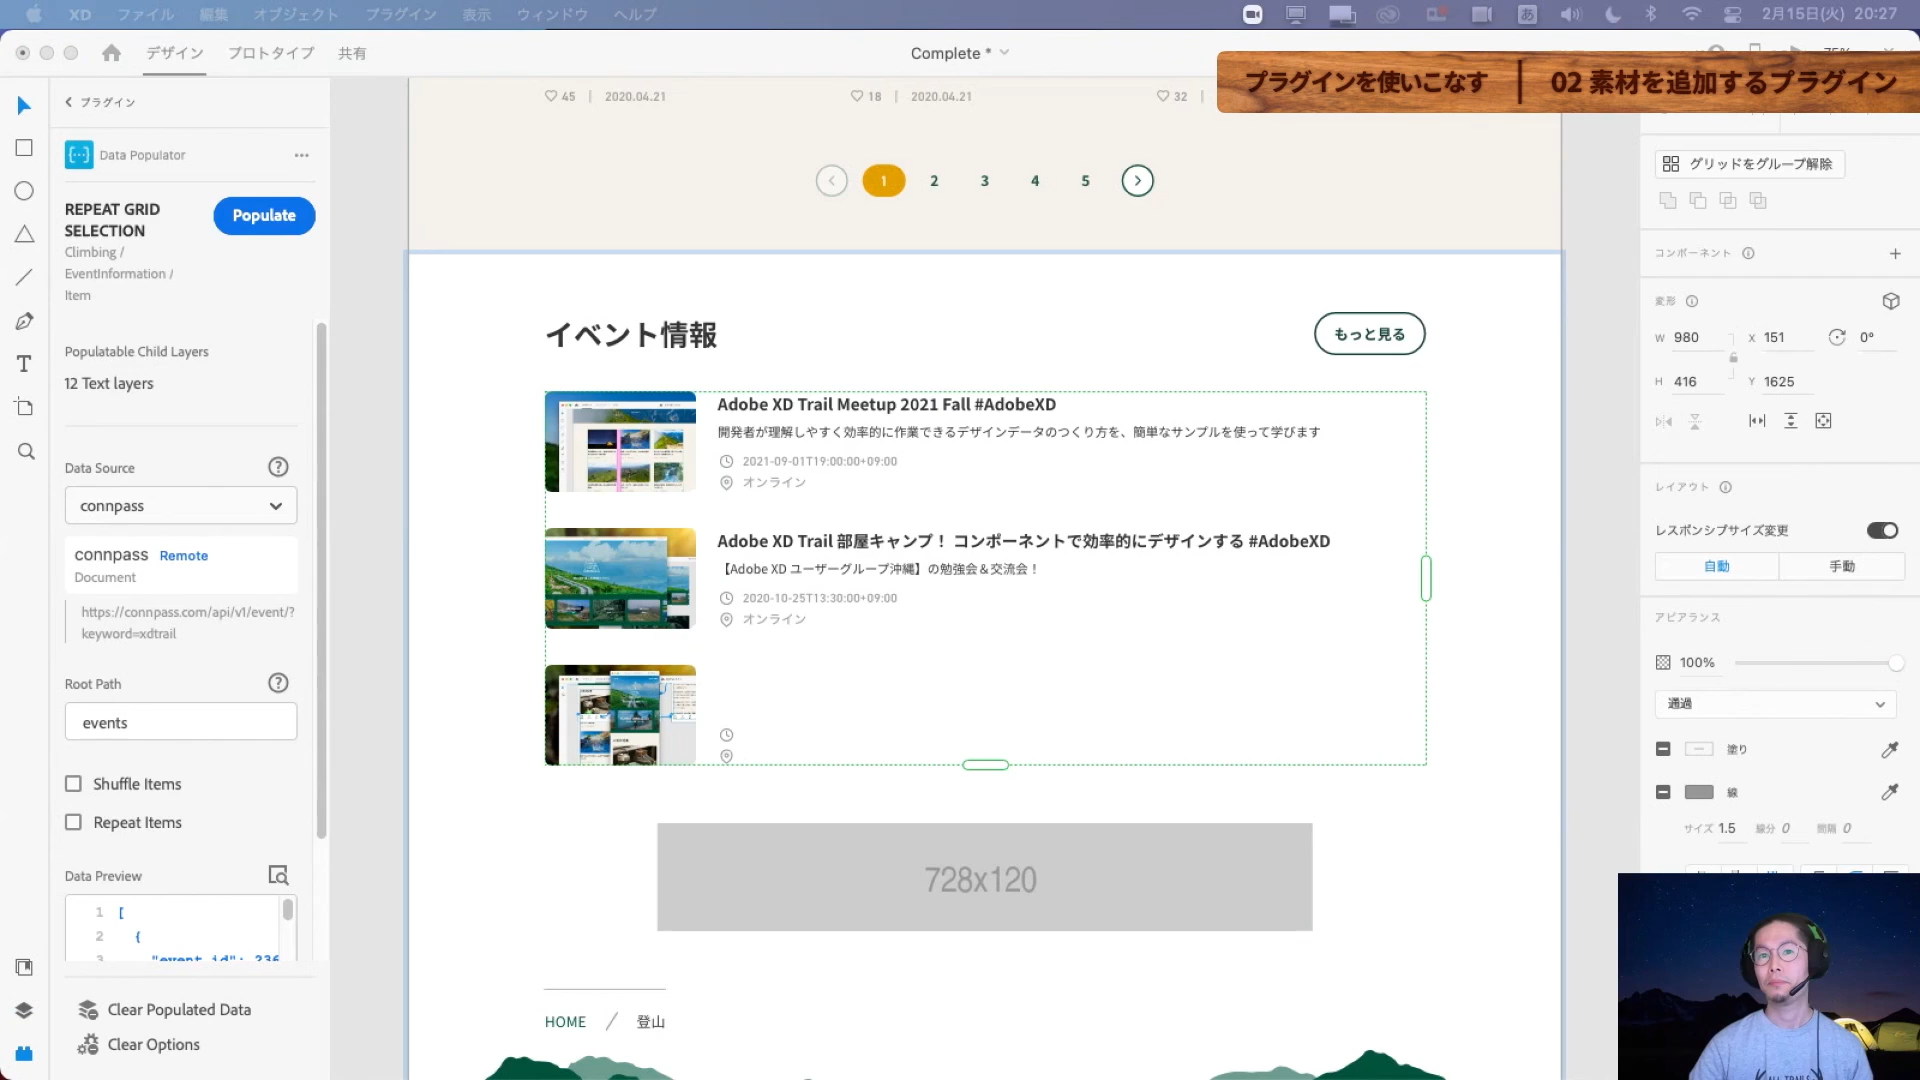 XD ファイル 編集 オブジェクト プラグイン 表示 ウィンドウ ヘルプ
あ 2月15日(火) 20:27
デザイン プロトタイプ 共有
Complete *
プラグインを使いこなす | 02 素材を追加するプラグイン
プラグイン
Data Populator
REPEAT GRID
SELECTION
Populate
Climbing /
EventInformation /
Item
Populatable Child Layers
12 Text layers
Data Source
connpass
connpass Remote
Document
https://connpass.com/api/v1/event/?
keyword=xdtrail
Root Path
events
Shuffle Items
Repeat Items
Data Preview
1 [
2 {
3 "event_id": 236
Clear Populated Data
Clear Options
45 | 2020.04.21
18 | 2020.04.21
32 |
1 2 3 4 5
イベント情報
もっと見る
Adobe XD Trail Meetup 2021 Fall #AdobeXD
開発者が理解しやすく効率的に作業できるデザインデータのつくり方を、簡単なサンプルを使って学びます
2021-09-01T19:00:00+09:00
オンライン
Adobe XD Trail 部屋キャンプ！ コンポーネントで効率的にデザインする #AdobeXD
【Adobe XD ユーザーグループ沖縄】の勉強会＆交流会！
2020-10-25T13:30:00+09:00
オンライン
728x120
HOME / 登山
グリッドをグループ解除
コンポーネント
変形
W 980 X 151 0°
H 416 Y 1625
レイアウト
レスポンシブサイズ変更
自動 手動
アピアランス
100%
通過
塗り
線
サイズ 1.5 線分 0 間隔 0